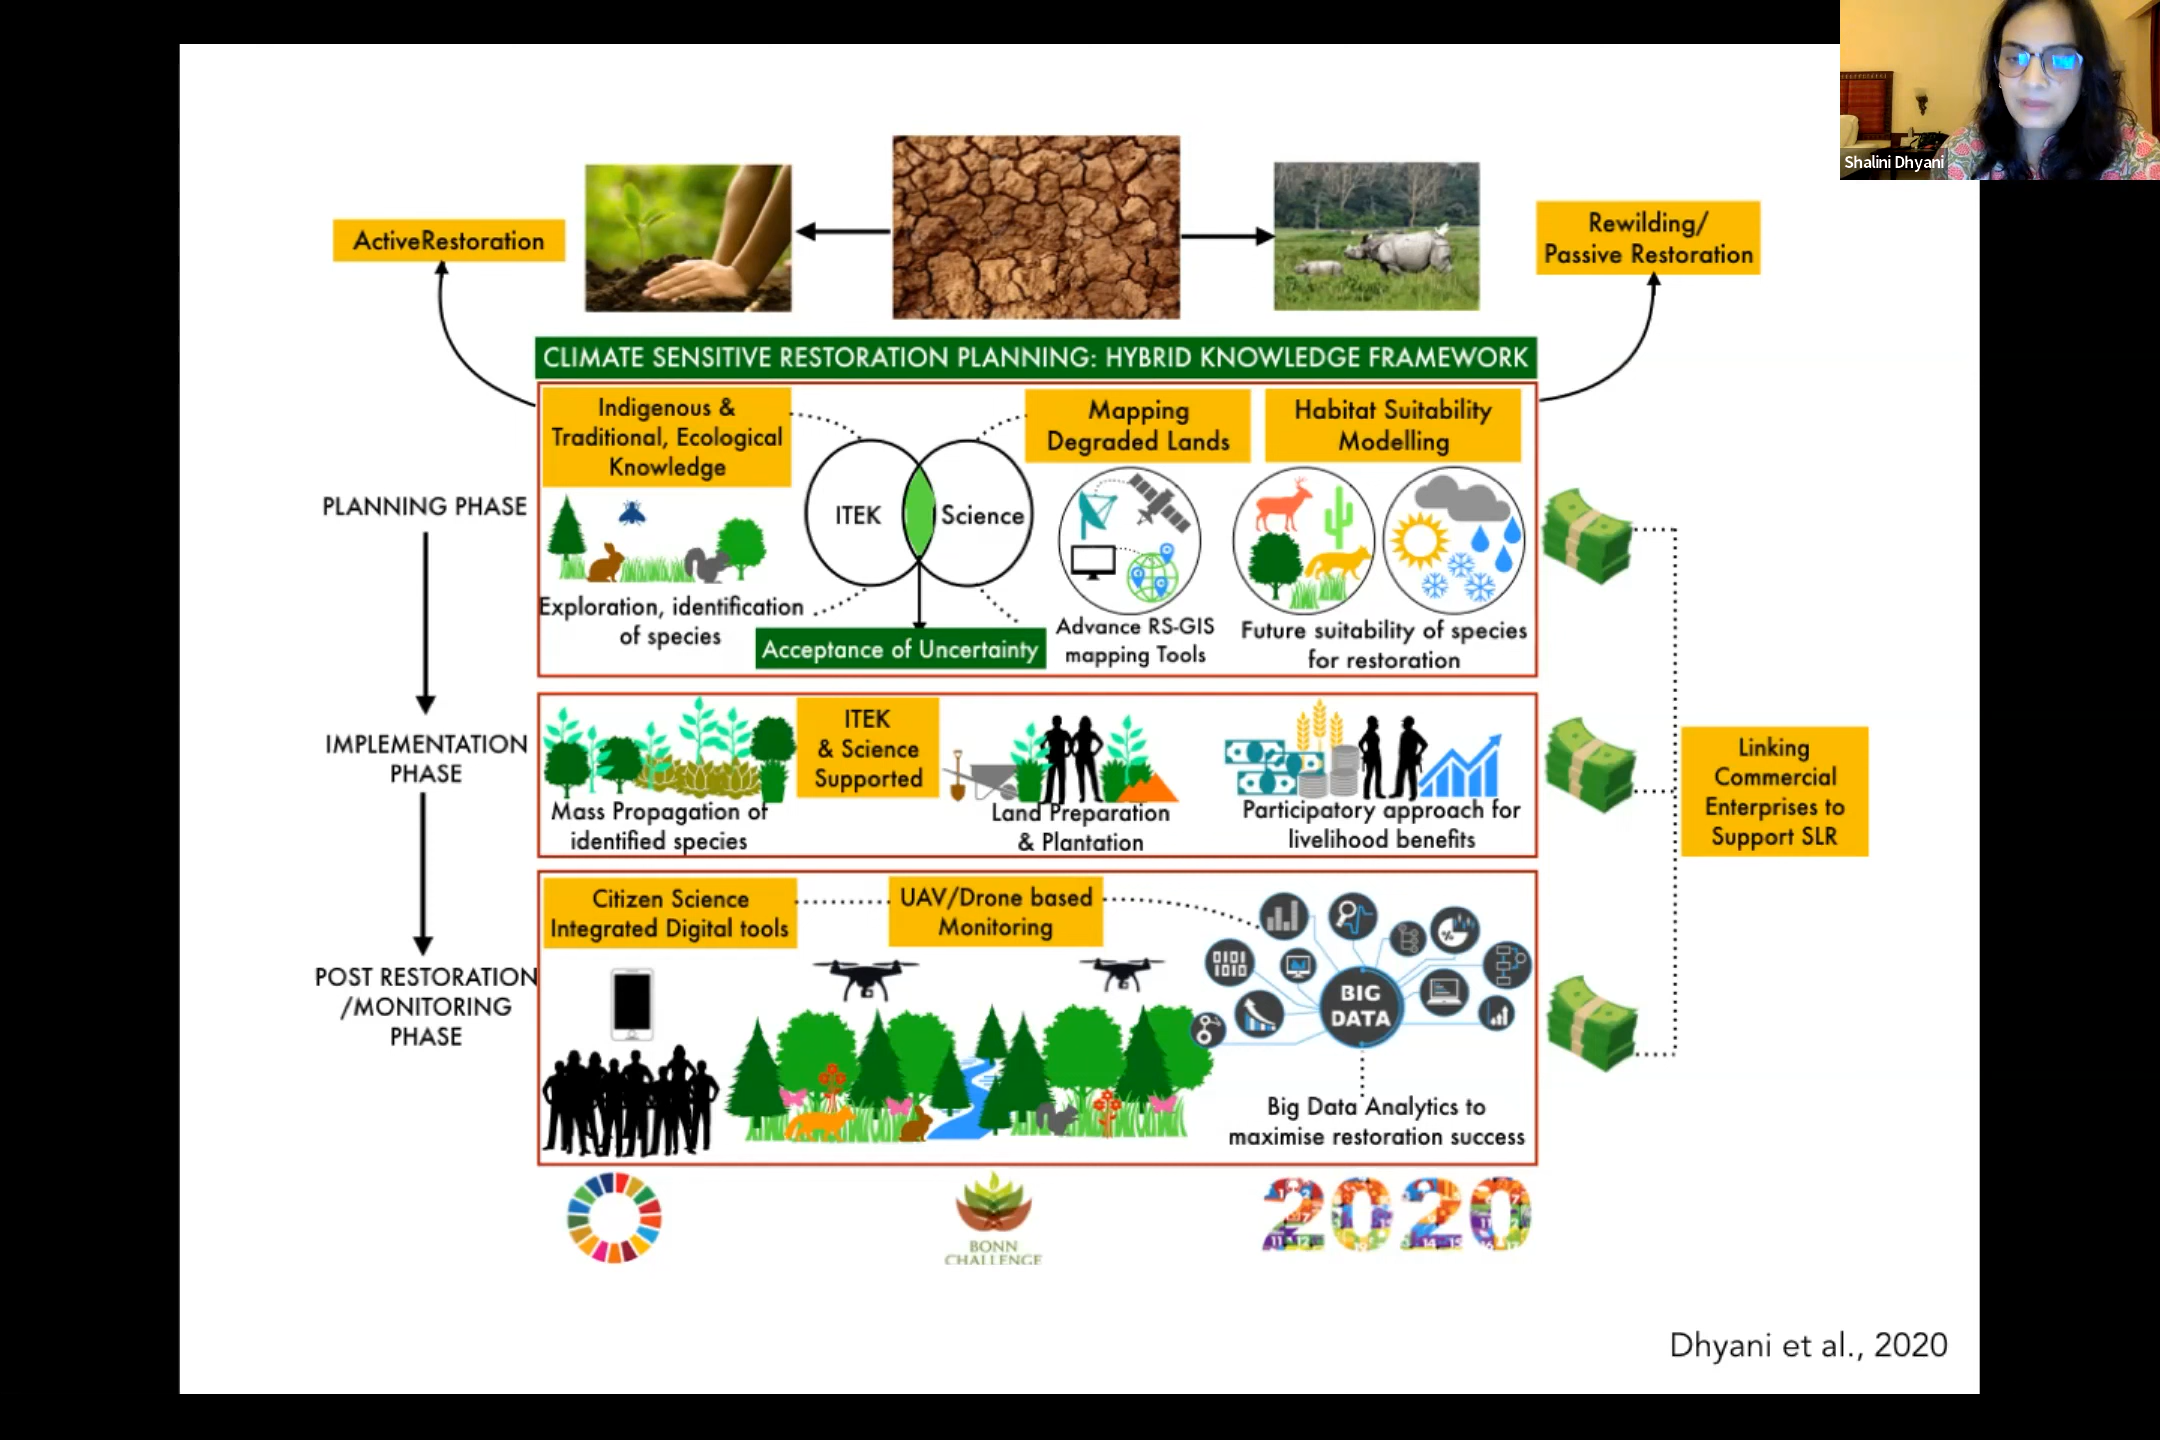 Shalini Dhyani
ActiveRestoration
Rewilding/
Passive Restoration
CLIMATE SENSITIVE RESTORATION PLANNING: HYBRID KNOWLEDGE FRAMEWORK
PLANNING PHASE
Indigenous &
Traditional, Ecological
Knowledge
Exploration, identification
of species
ITEK
Science
Acceptance of Uncertainty
Mapping
Degraded Lands
Advance RS-GIS
mapping Tools
Habitat Suitability
Modelling
Future suitability of species
for restoration
IMPLEMENTATION
PHASE
Mass Propagation of
identified species
ITEK
& Science
Supported
Land Preparation
& Plantation
Participatory approach for
livelihood benefits
Linking
Commercial
Enterprises to
Support SLR
POST RESTORATION
/MONITORING
PHASE
Citizen Science
Integrated Digital tools
UAV/Drone based
Monitoring
0101
1010
%
BIG
DATA
Big Data Analytics to
maximise restoration success
BONN
CHALLENGE
2020
Dhyani et al., 2020